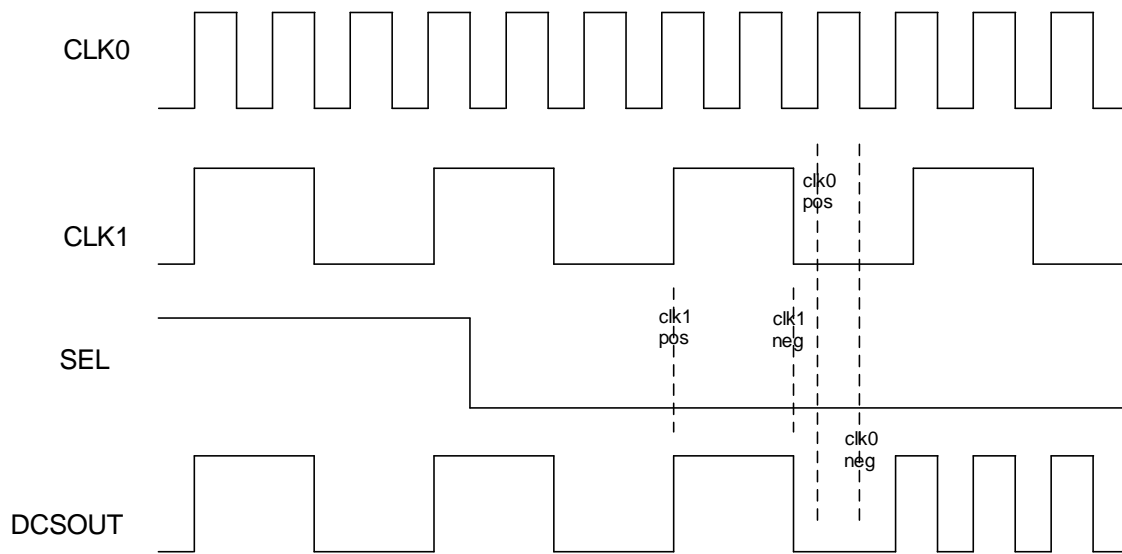 CLK0
clk0
pos
CLK1
clk1
pos
clk1
neg
SEL
clk0
neg
DCSOUT